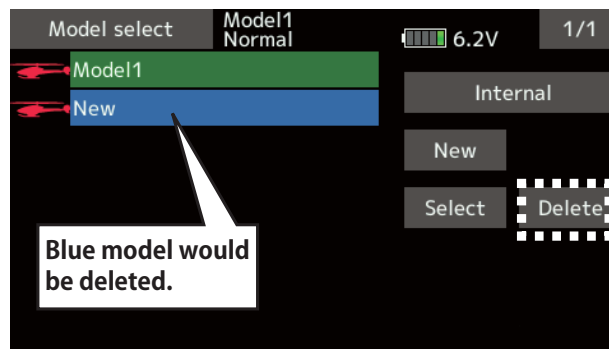 Model select
Model1
Normal
6.2V
1/1
Model1
New
Internal
New
Select
Delete
Blue model would
be deleted.